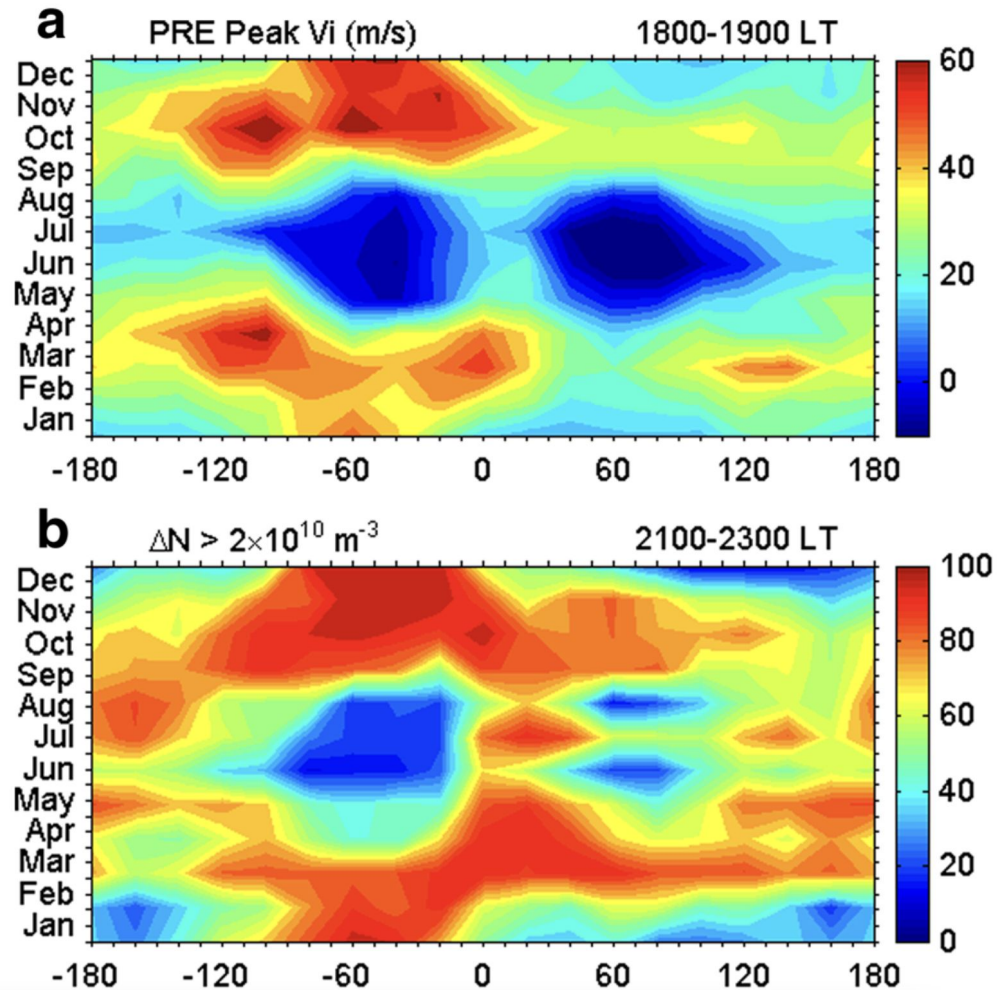 a PRE Peak Vi (m/s) 1800-1900 LT
Dec
Nov
Oct
Sep
Aug
Jul
Jun
May
Apr
Mar
Feb
Jan
-180 -120 -60 0 60 120 180
60
40
20
0
b ΔN > 2×10¹⁰ m⁻³ 2100-2300 LT
Dec
Nov
Oct
Sep
Aug
Jul
Jun
May
Apr
Mar
Feb
Jan
-180 -120 -60 0 60 120 180
100
80
60
40
20
0